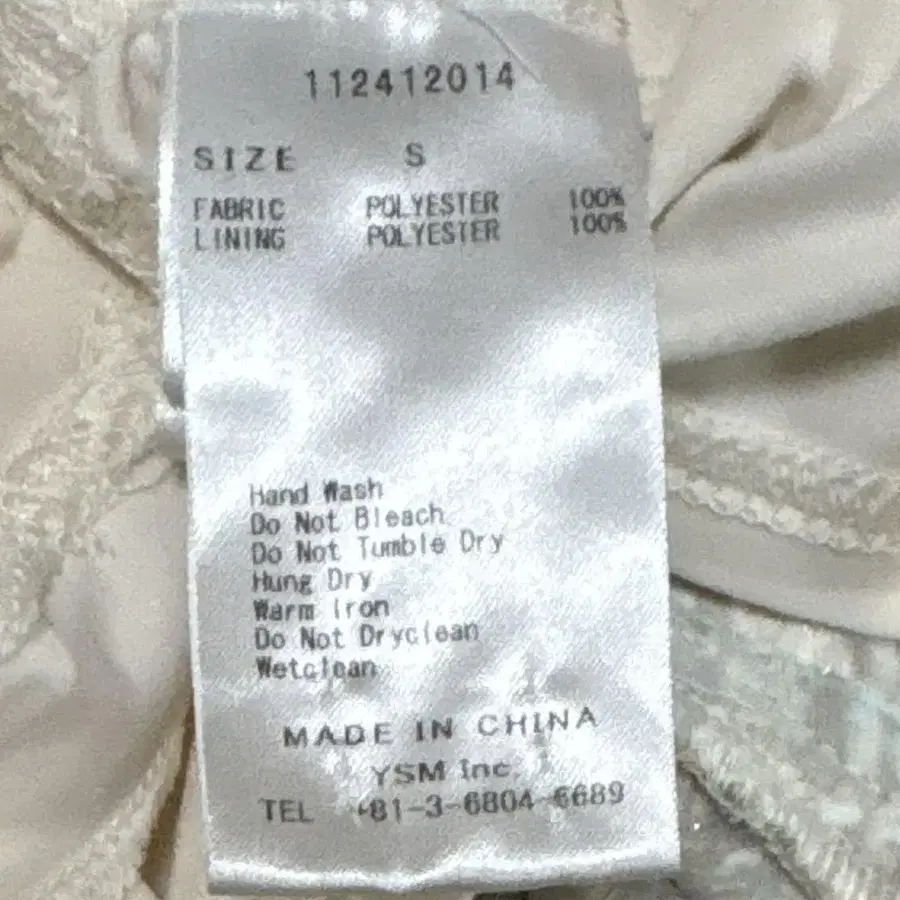 112412014
SIZE S
FABRIC POLYESTER 100%
LINING POLYESTER 100%
Hand Wash
Do Not Bleach
Do Not Tumble Dry
Hung Dry
Warm Iron
Do Not Dryclean
Wetclean
MADE IN CHINA
YSM Inc.
TEL +81-3-6804-6689